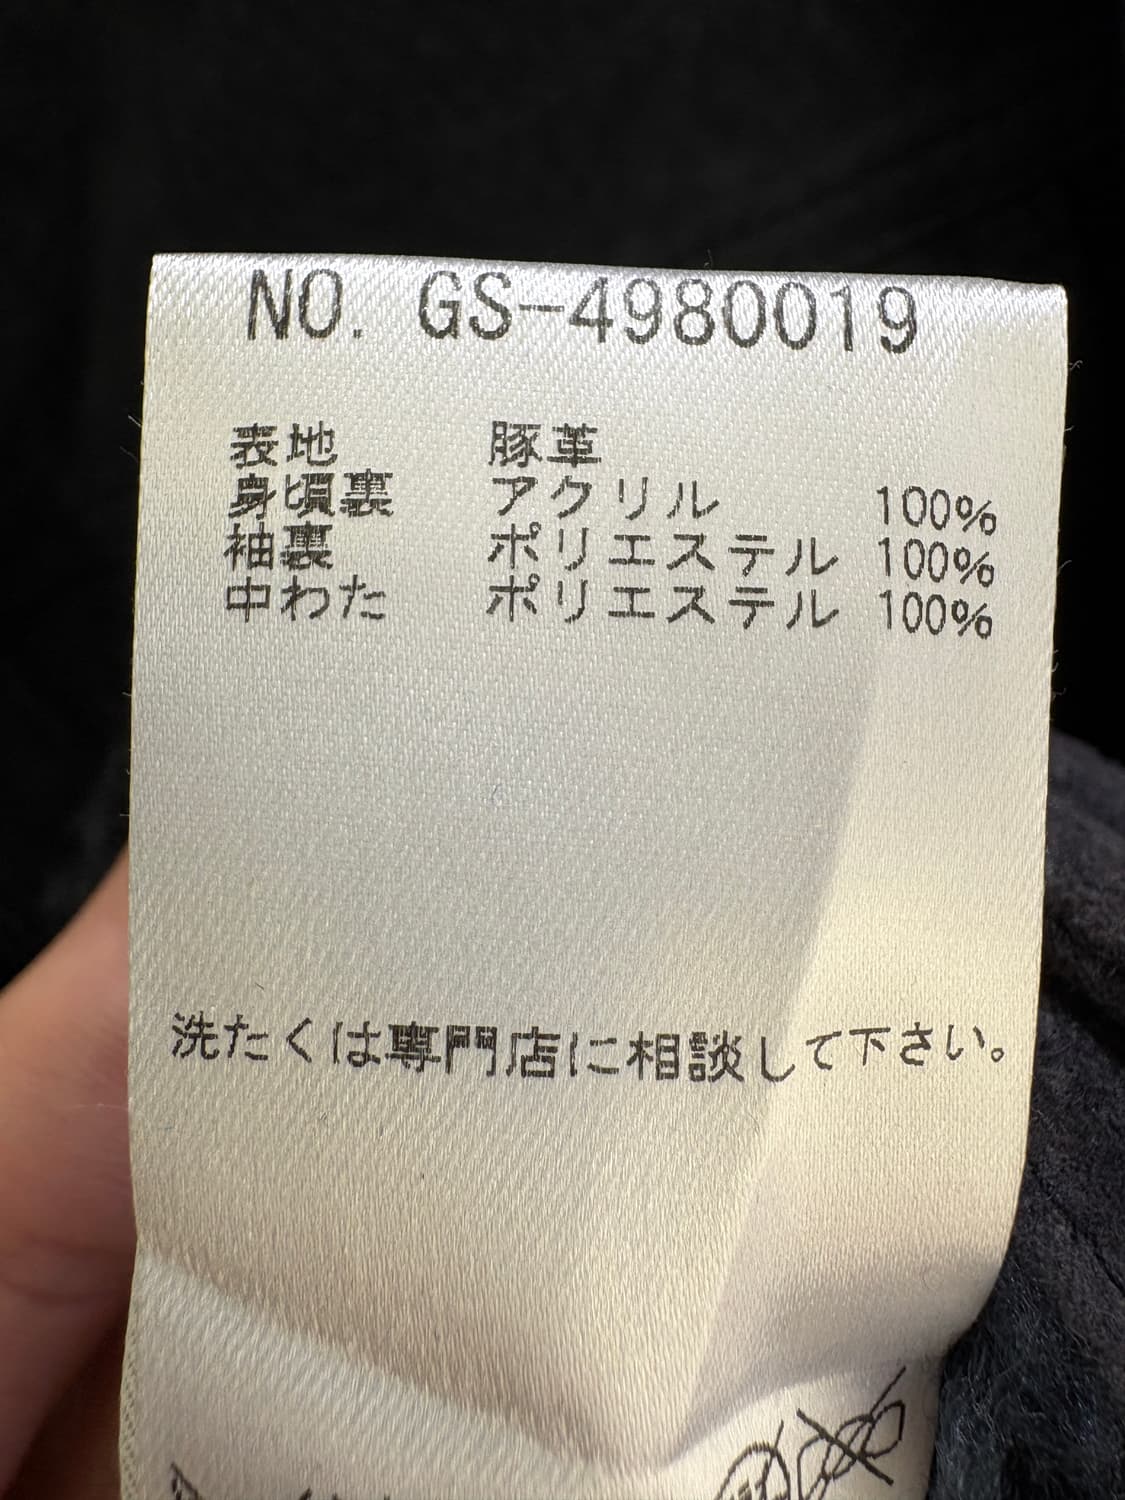 NO. GS-4980019
表地 豚革
身頃裏 アクリル 100%
袖裏 ポリエステル 100%
中わた ポリエステル 100%
洗たくは専門店に相談して下さい。